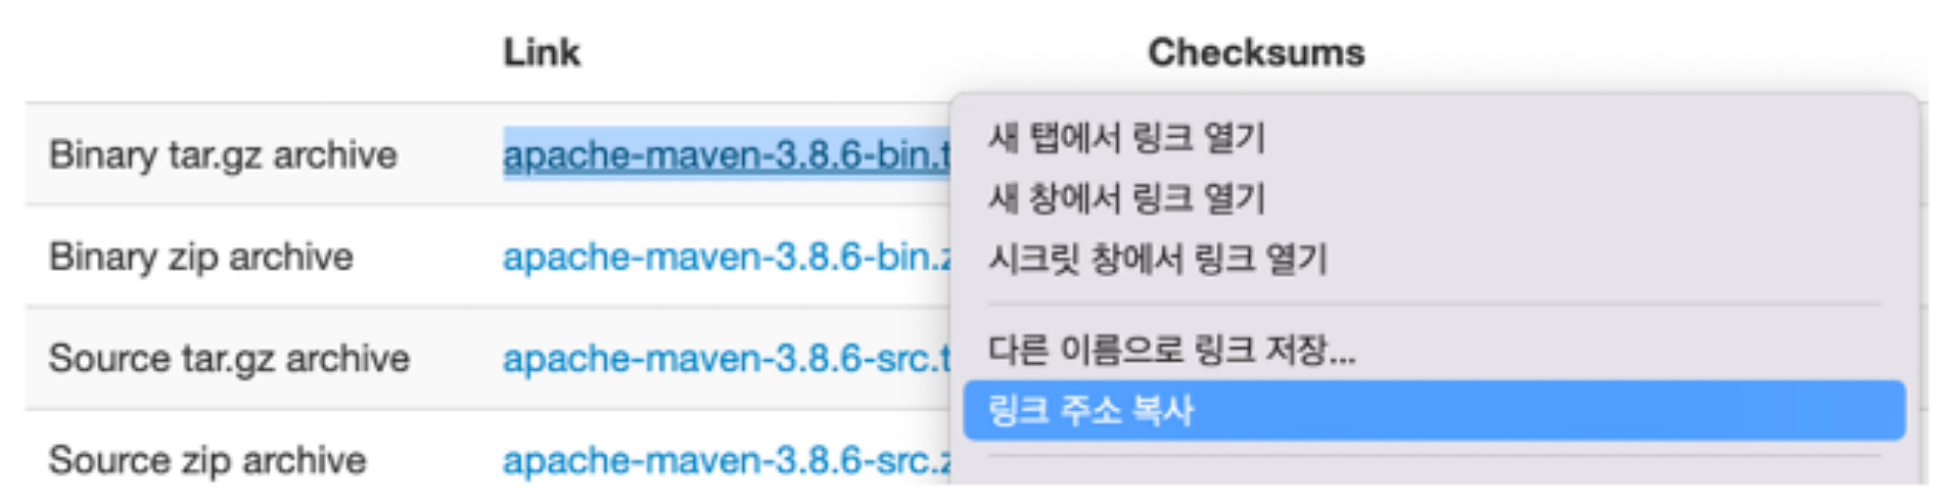 Link Checksums
Binary tar.gz archive apache-maven-3.8.6-bin.t
Binary zip archive apache-maven-3.8.6-bin.z
Source tar.gz archive apache-maven-3.8.6-src.t
Source zip archive apache-maven-3.8.6-src.z
새 탭에서 링크 열기
새 창에서 링크 열기
시크릿 창에서 링크 열기
다른 이름으로 링크 저장...
링크 주소 복사